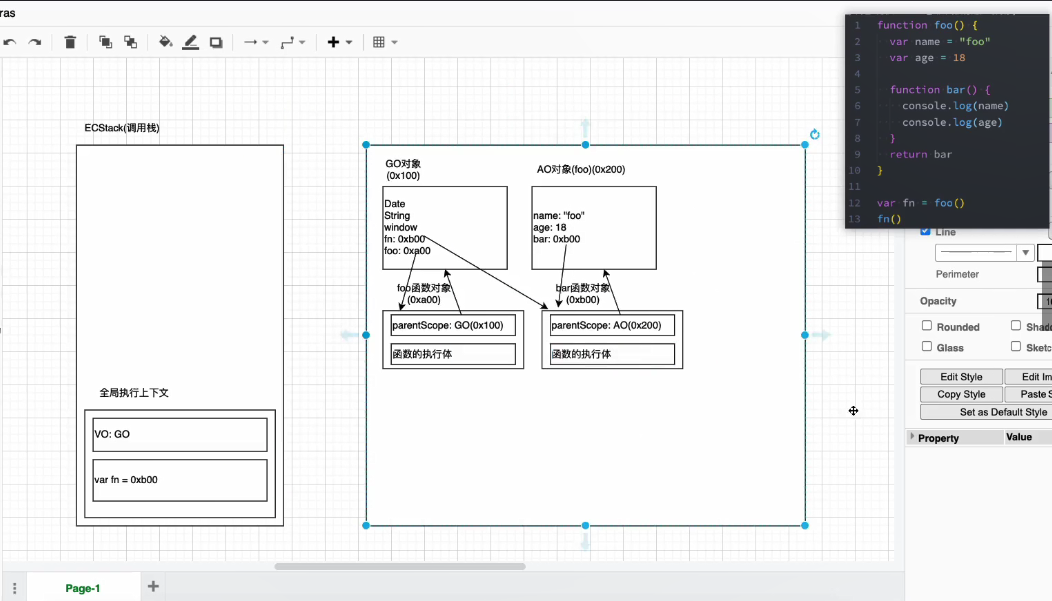 ras
function foo() {
var name = "foo"
var age = 18
function bar() {
console.log(name)
console.log(age)
}
return bar
}
var fn = foo()
fn()
1
2
3
4
5
6
7
8
9
10
11
12
13
ECStack(调用栈)
全局执行上下文
VO: GO
var fn = 0xb00
GO对象
(0x100)
Date
String
window
fn: 0xb00
foo: 0xa00
AO对象(foo)(0x200)
name: "foo"
age: 18
bar: 0xb00
foo函数对象
(0xa00)
parentScope: GO(0x100)
函数的执行体
bar函数对象
(0xb00)
parentScope: AO(0x200)
函数的执行体
Line
Perimeter
Opacity
Rounded
Glass
Edit Style
Copy Style
Set as Default Style
Property
Value
Page-1